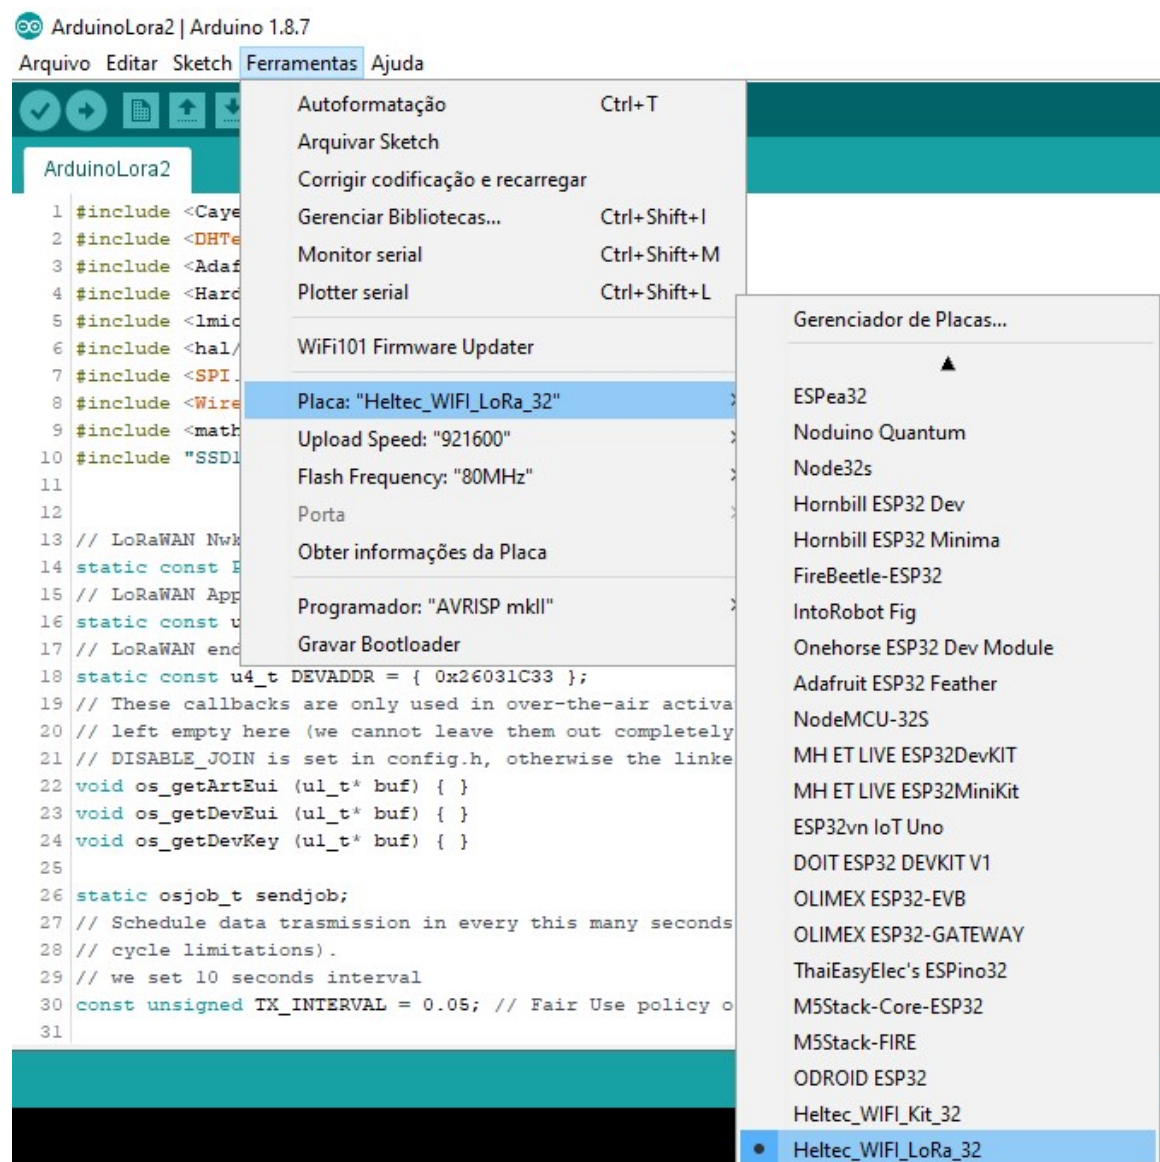 ArduinoLora2 | Arduino 1.8.7
Arquivo Editar Sketch Ferramentas Ajuda
Autoformatação Ctrl+T
Arquivar Sketch
Corrigir codificação e recarregar
Gerenciar Bibliotecas... Ctrl+Shift+I
Monitor serial Ctrl+Shift+M
Plotter serial Ctrl+Shift+L
WiFi101 Firmware Updater
Placa: "Heltec_WIFI_LoRa_32"
Upload Speed: "921600"
Flash Frequency: "80MHz"
Porta
Obter informações da Placa
Programador: "AVRISP mkII"
Gravar Bootloader
Gerenciador de Placas...
ESPea32
Noduino Quantum
Node32s
Hornbill ESP32 Dev
Hornbill ESP32 Minima
FireBeetle-ESP32
IntoRobot Fig
Onehorse ESP32 Dev Module
Adafruit ESP32 Feather
NodeMCU-32S
MH ET LIVE ESP32DevKIT
MH ET LIVE ESP32MiniKit
ESP32vn IoT Uno
DOIT ESP32 DEVKIT V1
OLIMEX ESP32-EVB
OLIMEX ESP32-GATEWAY
ThaiEasyElec's ESPino32
M5Stack-Core-ESP32
M5Stack-FIRE
ODROID ESP32
Heltec_WIFI_Kit_32
Heltec_WIFI_LoRa_32
ArduinoLora2
1 #include <Caye
2 #include <DHTe
3 #include <Adaf
4 #include <Hard
5 #include <lmic
6 #include <hal/
7 #include <SPI.
8 #include <Wire
9 #include <math
10 #include "SSD1
11
12
13 // LoRaWAN Nwk
14 static const
15 // LoRaWAN App
16 static const u
17 // LoRaWAN end
18 static const u4_t DEVADDR = { 0x26031C33 };
19 // These callbacks are only used in over-the-air activa
20 // left empty here (we cannot leave them out completely
21 // DISABLE_JOIN is set in config.h, otherwise the linke
22 void os_getArtEui (u1_t* buf) { }
23 void os_getDevEui (u1_t* buf) { }
24 void os_getDevKey (u1_t* buf) { }
25
26 static osjob_t sendjob;
27 // Schedule data trasmission in every this many seconds
28 // cycle limitations).
29 // we set 10 seconds interval
30 const unsigned TX_INTERVAL = 0.05; // Fair Use policy o
31